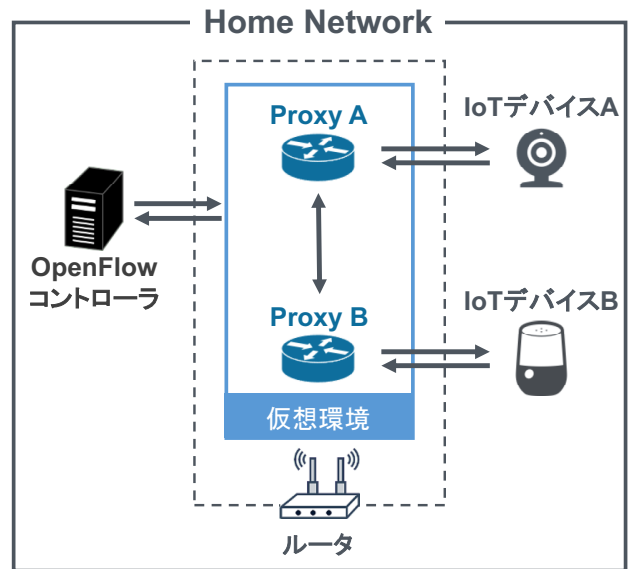 Home Network
Proxy A
IoTデバイスA
OpenFlow
コントローラ
Proxy B
IoTデバイスB
仮想環境
ルータ